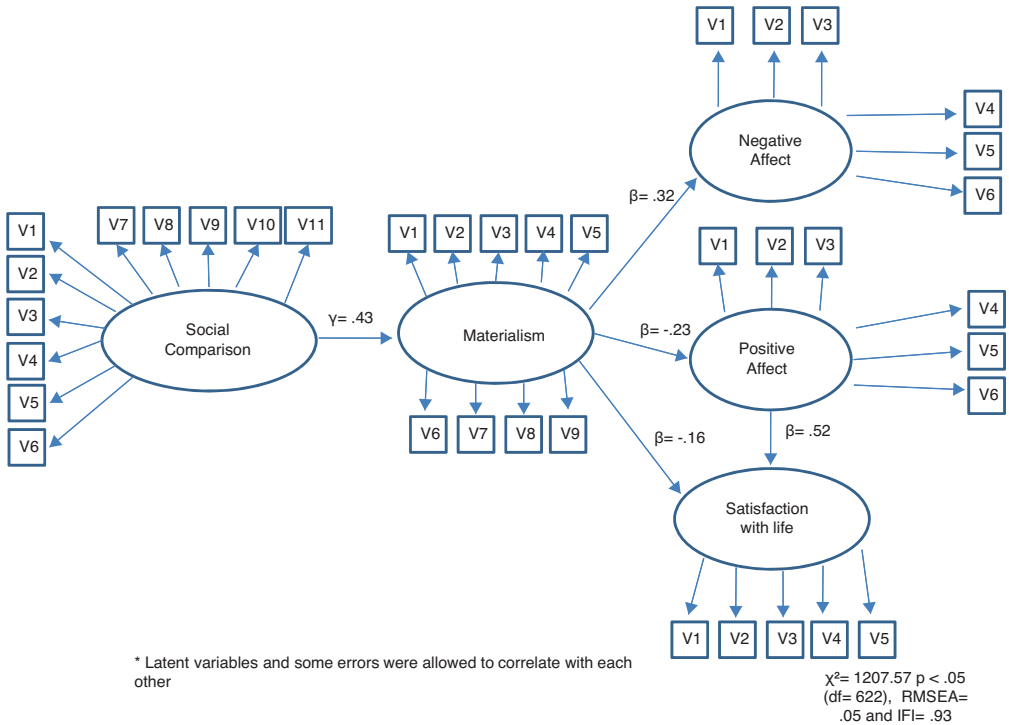 V1 V2 V3
Negative
Affect
V4
V5
V6
β= .32
V1
V2
V3
V4
V5
V6
V7 V8 V9 V10 V11
Social
Comparison
γ= .43
V1 V2 V3 V4 V5
Materialism
V6 V7 V8 V9
β= -.23
V1 V2 V3
Positive
Affect
V4
V5
V6
β= -.16
β= .52
Satisfaction
with life
V1 V2 V3 V4 V5
* Latent variables and some errors were allowed to correlate with each
other
χ²= 1207.57 p < .05
(df= 622), RMSEA=
.05 and IFI= .93